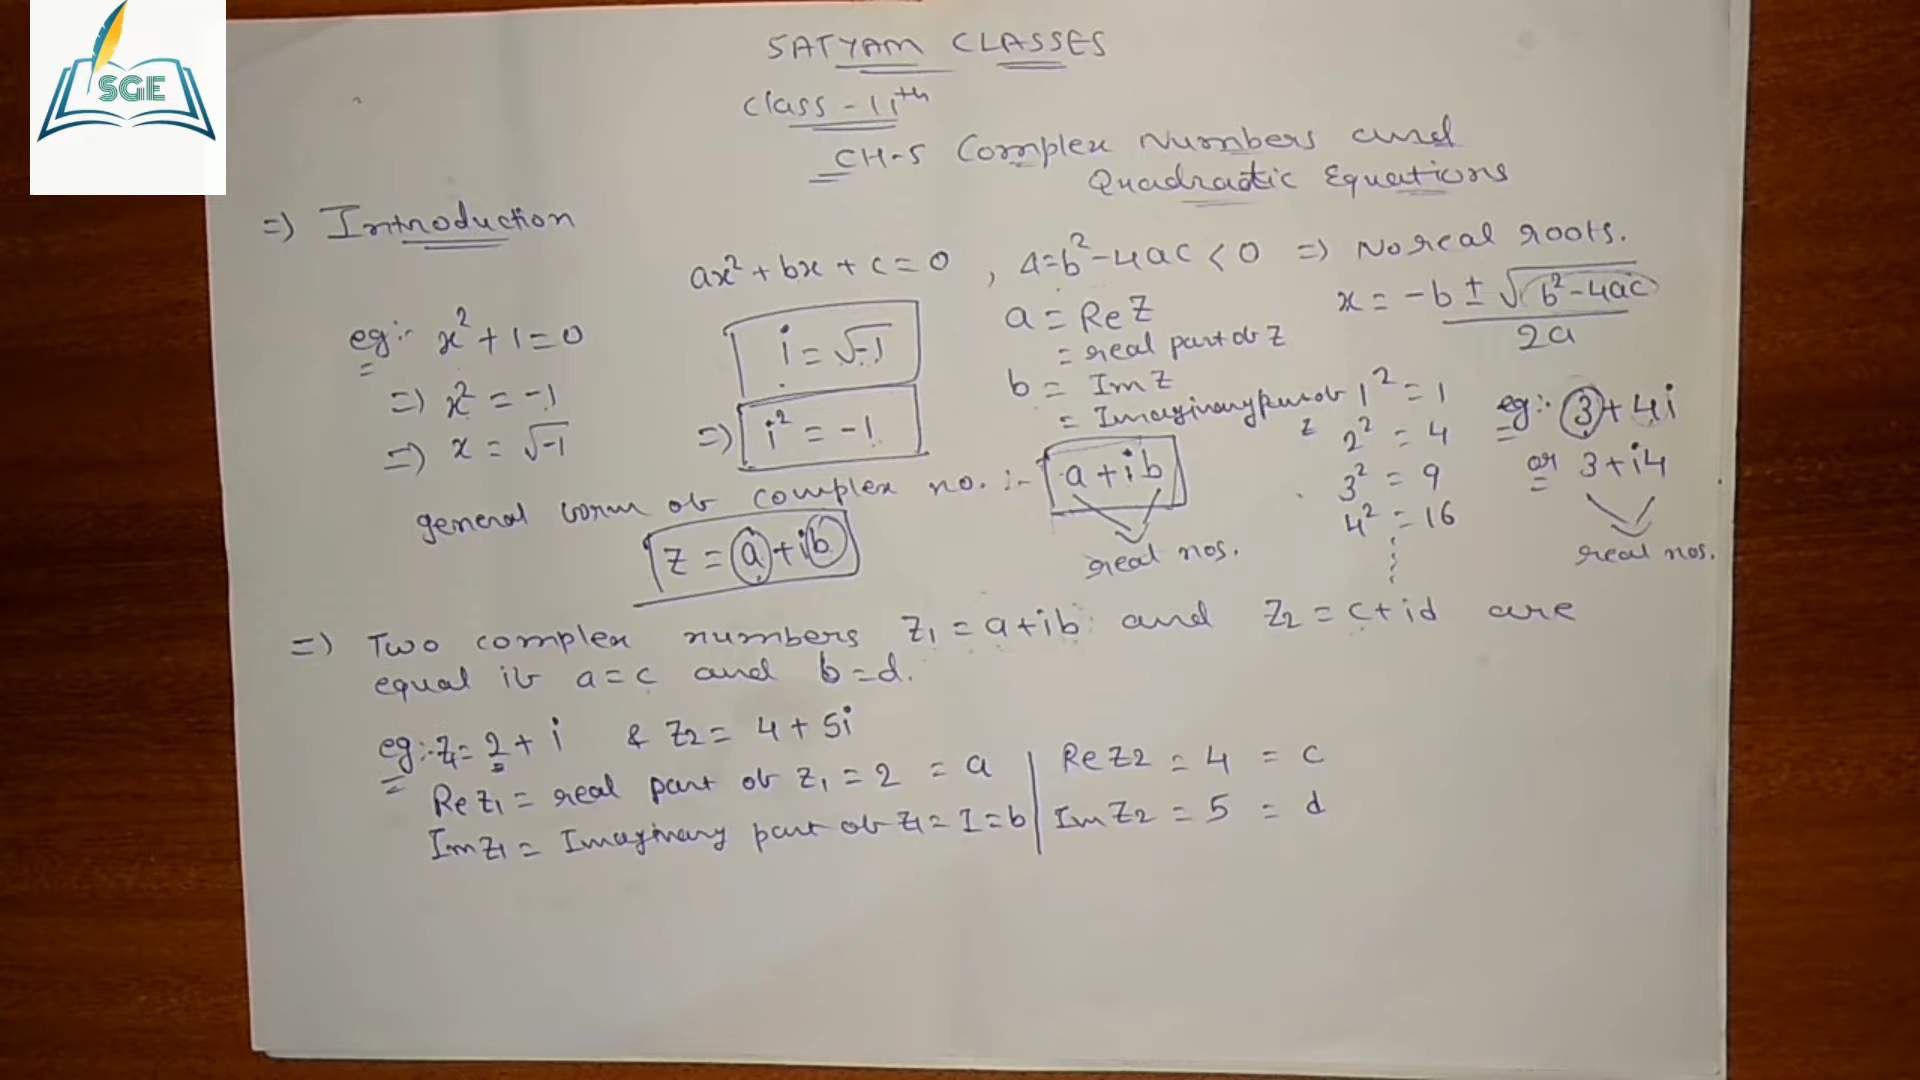 SGE
SATYAM CLASSES
Class - 11th
CH-5 Complex Numbers and
Quadratic Equations
=> Introduction
ax² + bx + c = 0 , Δ=b²-4ac < 0 => No real roots.
x = -b ± √b²-4ac
2a
eg:- x² + 1 = 0
=> x² = -1
=> x = √-1
i = √-1
=> i² = -1
a = Re Z
= real part of Z
b = Im Z
= Imaginary part of
Z
1² = 1
2² = 4
3² = 9
4² = 16
eg:- 3 + 4i
or 3 + i4
real nos.
general form of complex no. :- a + ib
real nos.
z = a + ib
=> Two complex numbers Z₁ = a + ib and Z₂ = c + id are
equal if a = c and b = d.
eg:- Z₁ = 2 + i & Z₂ = 4 + 5i
Re Z₁ = real part of Z₁ = 2 = a
Im Z₁ = Imaginary part of Z₁ = 1 = b
Re Z₂ = 4 = c
Im Z₂ = 5 = d